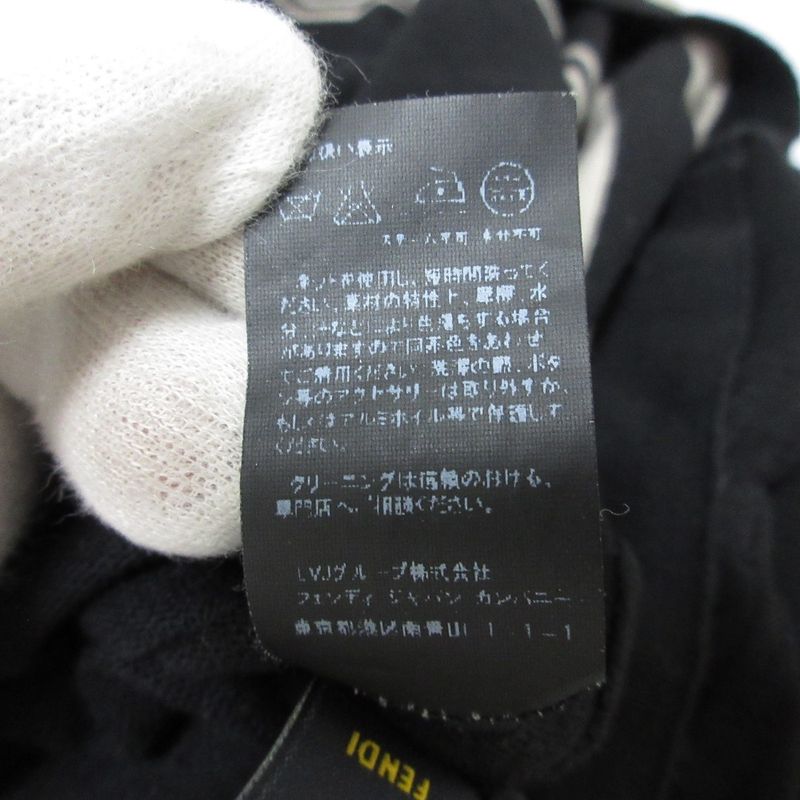 扱い表示
スチーム不可 水分不可
ネットを使用し、短時間洗ってく
ださい。素材の特性上、摩擦、水
分、汗などにより色落ちする場合
がありますので同系色をあわせ
てご着用ください。洗濯の際、ボタ
ン等のアクセサリーは取り外すか、
もしくはアルミホイル等で保護して
ください。
クリーニングは信頼のおける、
専門店へご相談ください。
LVJグループ株式会社
フェンディ ジャパン カンパニー
東京都港区南青山1-1-1
FENDI